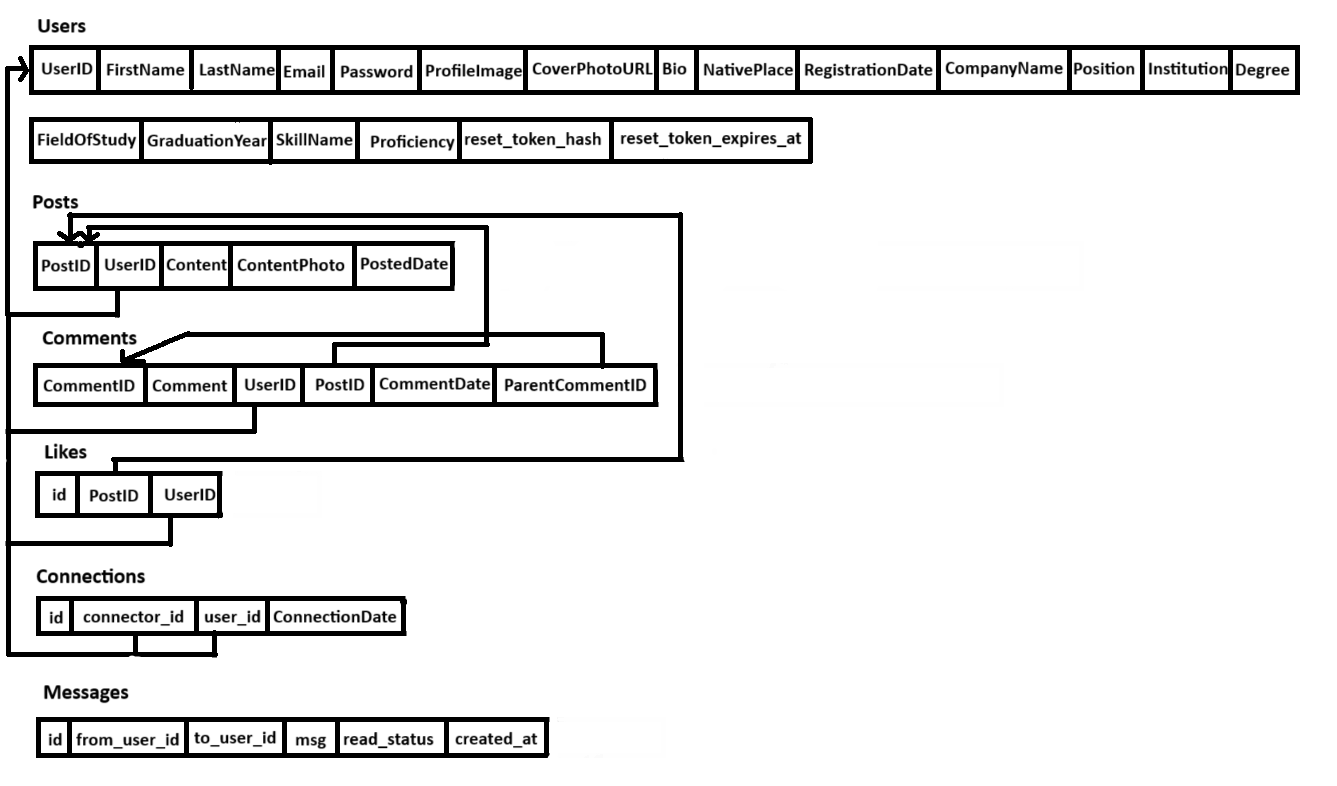 Users
UserID FirstName LastName Email Password ProfileImage CoverPhotoURL Bio NativePlace RegistrationDate CompanyName Position Institution Degree
FieldOfStudy GraduationYear SkillName Proficiency reset_token_hash reset_token_expires_at
Posts
PostID UserID Content ContentPhoto PostedDate
Comments
CommentID Comment UserID PostID CommentDate ParentCommentID
Likes
id PostID UserID
Connections
id connector_id user_id ConnectionDate
Messages
id from_user_id to_user_id msg read_status created_at